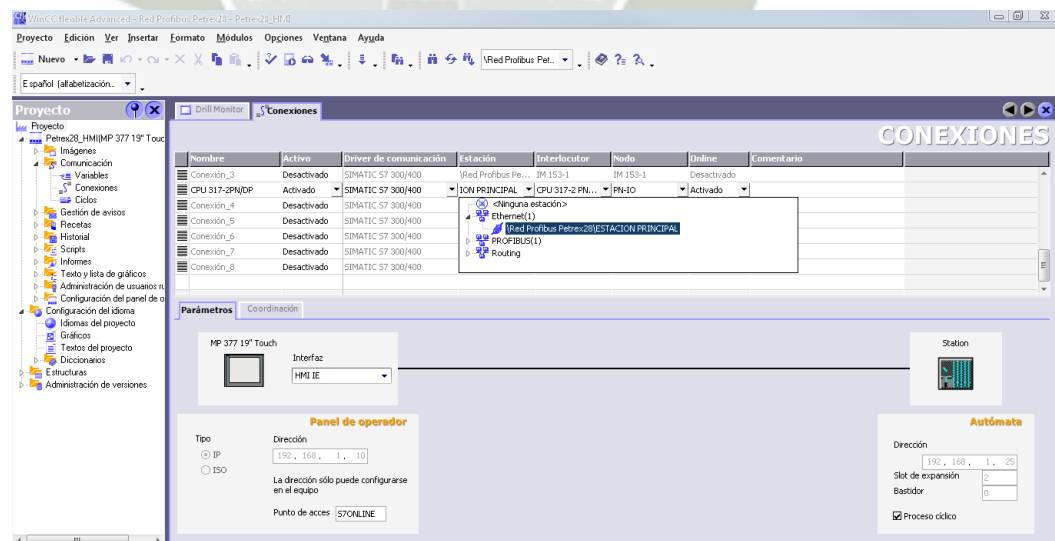 WinCC flexible Advanced - Red Profibus Petrex28 - Petrex28_HMI
Proyecto Edición Ver Insertar Formato Módulos Opciones Ventana Ayuda
Nuevo \Red Profibus Pet...
Español (alfabetización...
Proyecto
Drill Monitor Conexiones
Proyecto
Petrex28_HMI(MP 377 19" Touc
Imágenes
Comunicación
Variables
Conexiones
Ciclos
Gestión de avisos
Recetas
Historial
Scripts
Informes
Texto y lista de gráficos
Administración de usuarios ru
Configuración del panel de o
Configuración del idioma
Idiomas del proyecto
Gráficos
Textos del proyecto
Diccionarios
Estructuras
Administración de versiones
CONEXIONES
Nombre Activo Driver de comunicación Estación Interlocutor Nodo Online Comentario
Conexión_3 Desactivado SIMATIC S7 300/400 \Red Profibus Pe... IM 153-1 IM 153-1 Desactivado
CPU 317-2PN/DP Activado SIMATIC S7 300/400 ION PRINCIPAL CPU 317-2 PN... PN-IO Activado
Conexión_4 Desactivado SIMATIC S7 300/400
Conexión_5 Desactivado SIMATIC S7 300/400
Conexión_6 Desactivado SIMATIC S7 300/400
Conexión_7 Desactivado SIMATIC S7 300/400
Conexión_8 Desactivado SIMATIC S7 300/400
<Ninguna estación>
Ethernet(1)
\Red Profibus Petrex28\ESTACION PRINCIPAL
PROFIBUS(1)
Routing
Parámetros Coordinación
MP 377 19" Touch
Interfaz
HMI IE
Station
Panel de operador
Tipo Dirección
IP 192 . 168 . 1 . 10
ISO
La dirección sólo puede configurarse
en el equipo
Punto de acces S7ONLINE
Autómata
Dirección
192 . 168 . 1 . 25
Slot de expansión 2
Bastidor 0
Proceso cíclico